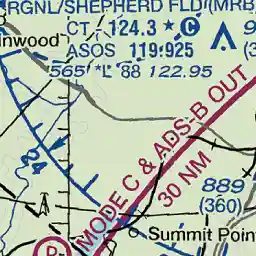 RGNL/SHEPHERD FLD (MRB)
inwood
CT - 124.3 ★ C
ASOS 119.925
565 *L 88 122.95
MODE C & ADS-B OUT
30 NM
24
889
(360)
Summit Point